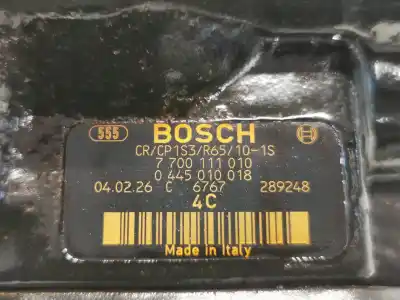 555 BOSCH
CR/CP1S3/R65/10-1S
7 700 111 010
0 445 010 018
04.02.26 C 6767 289248
4C
Made in Italy